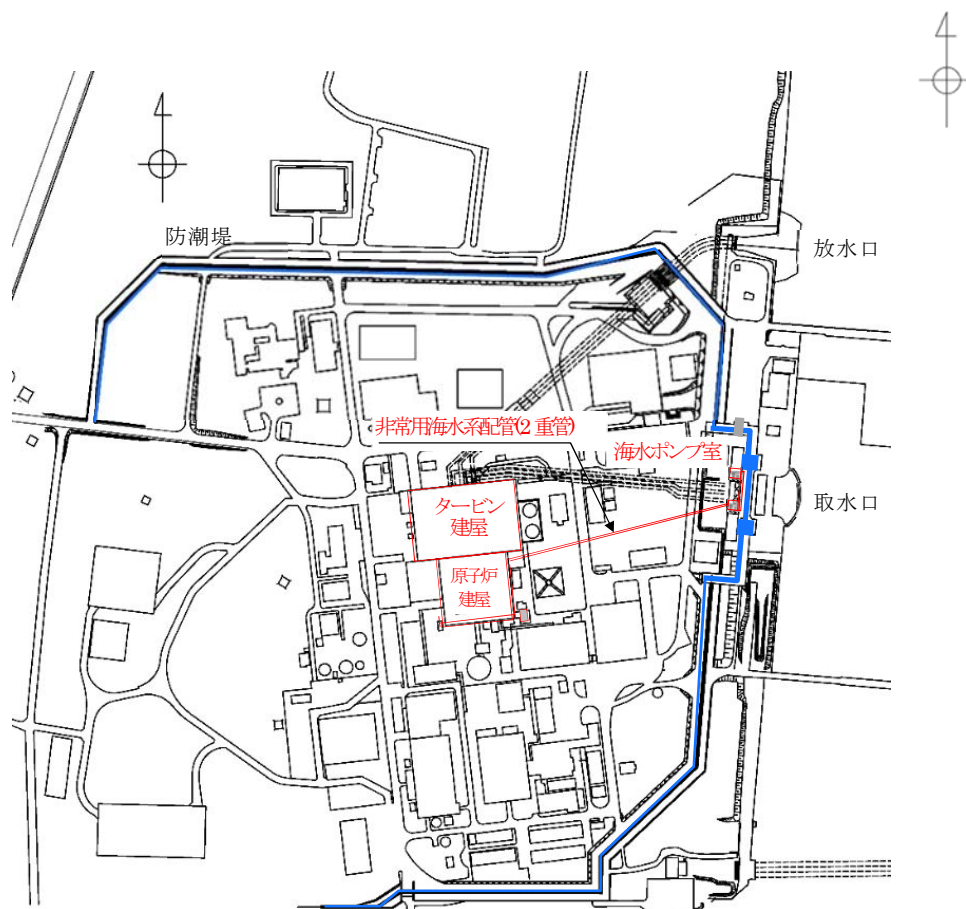 防潮堤
放水口
非常用海水系配管(2重管)
海水ポンプ室
取水口
タービン
建屋
原子炉
建屋